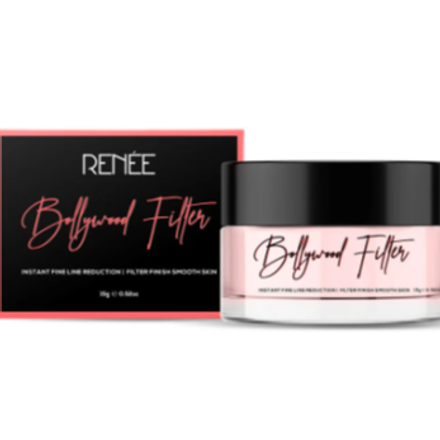 RENÉE
Bollywood Filter
INSTANT FINE LINE REDUCTION | FILTER FINISH SMOOTH SKIN
Bollywood Filter
INSTANT FINE LINE REDUCTION | FILTER FINISH SMOOTH SKIN